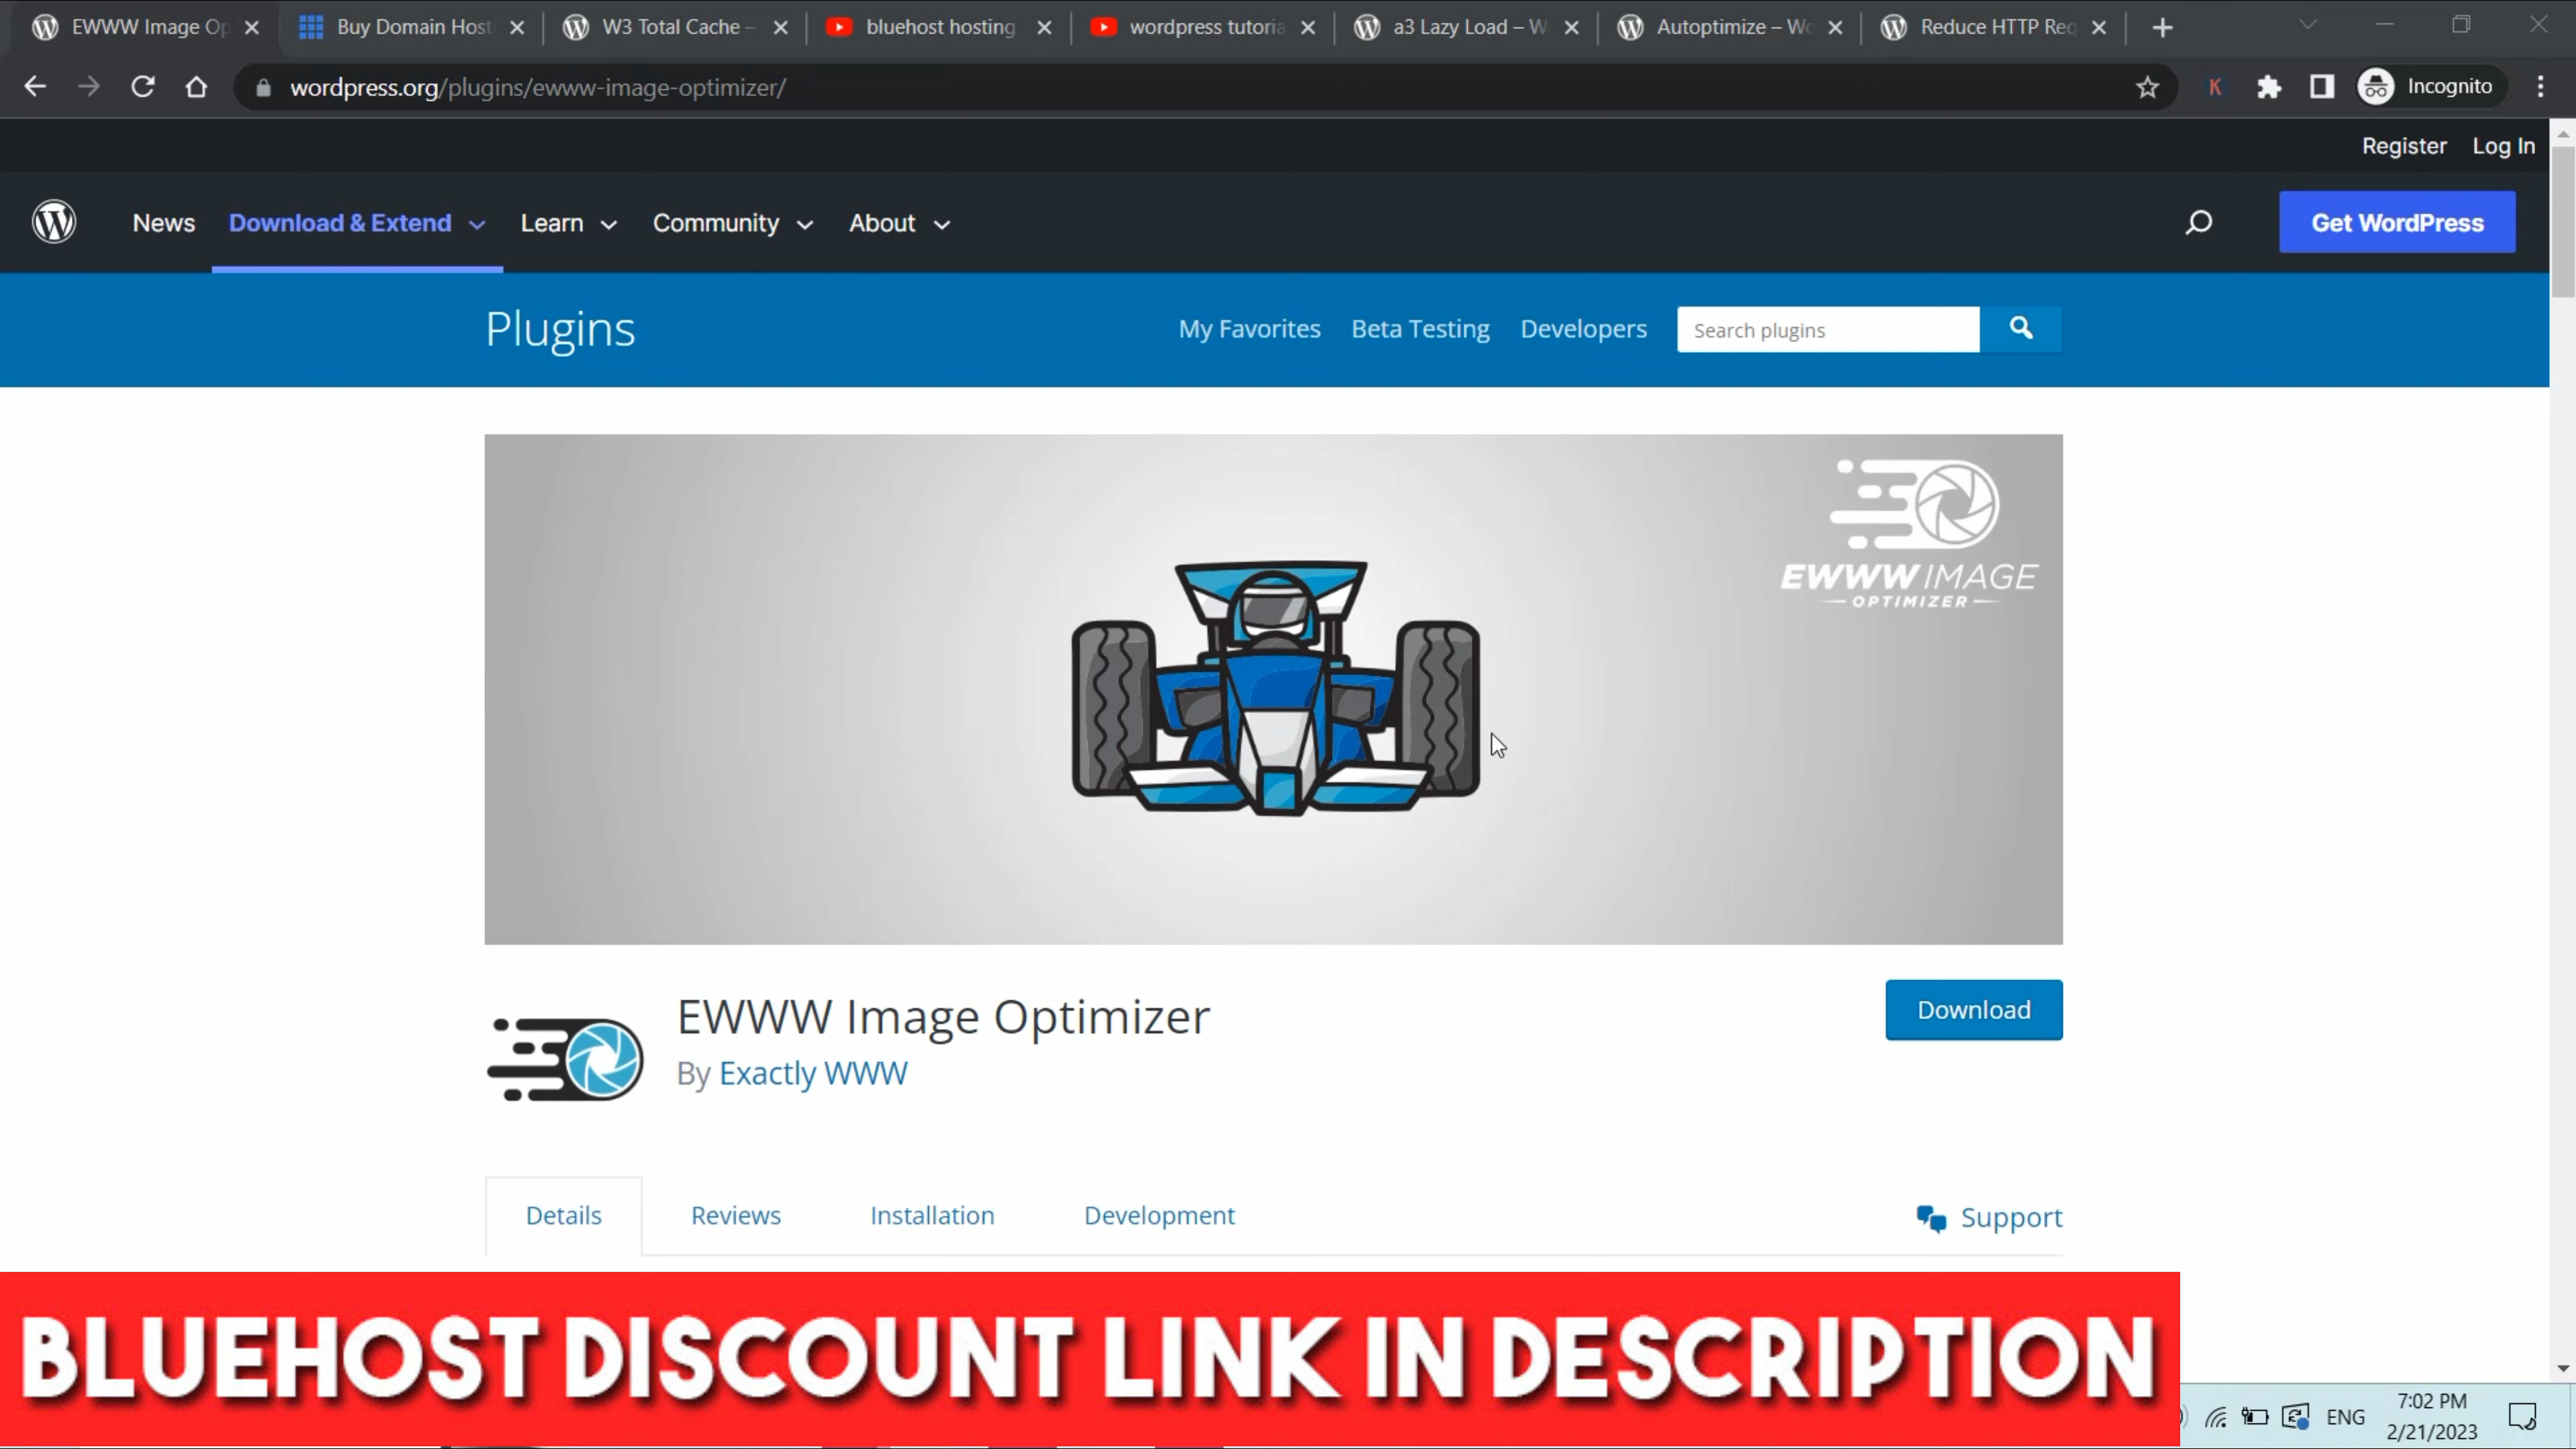 EWWW Image Op
Buy Domain Host
W3 Total Cache –
bluehost hosting
wordpress tutoria
a3 Lazy Load – W
Autoptimize – Wo
Reduce HTTP Req
wordpress.org/plugins/ewww-image-optimizer/
K
Incognito
Register
Log In
News
Download & Extend
Learn
Community
About
Get WordPress
Plugins
My Favorites
Beta Testing
Developers
Search plugins
EWWW IMAGE
OPTIMIZER
EWWW Image Optimizer
Download
By Exactly WWW
Details
Reviews
Installation
Development
Support
BLUEHOST DISCOUNT LINK IN DESCRIPTION
ENG
7:02 PM
2/21/2023